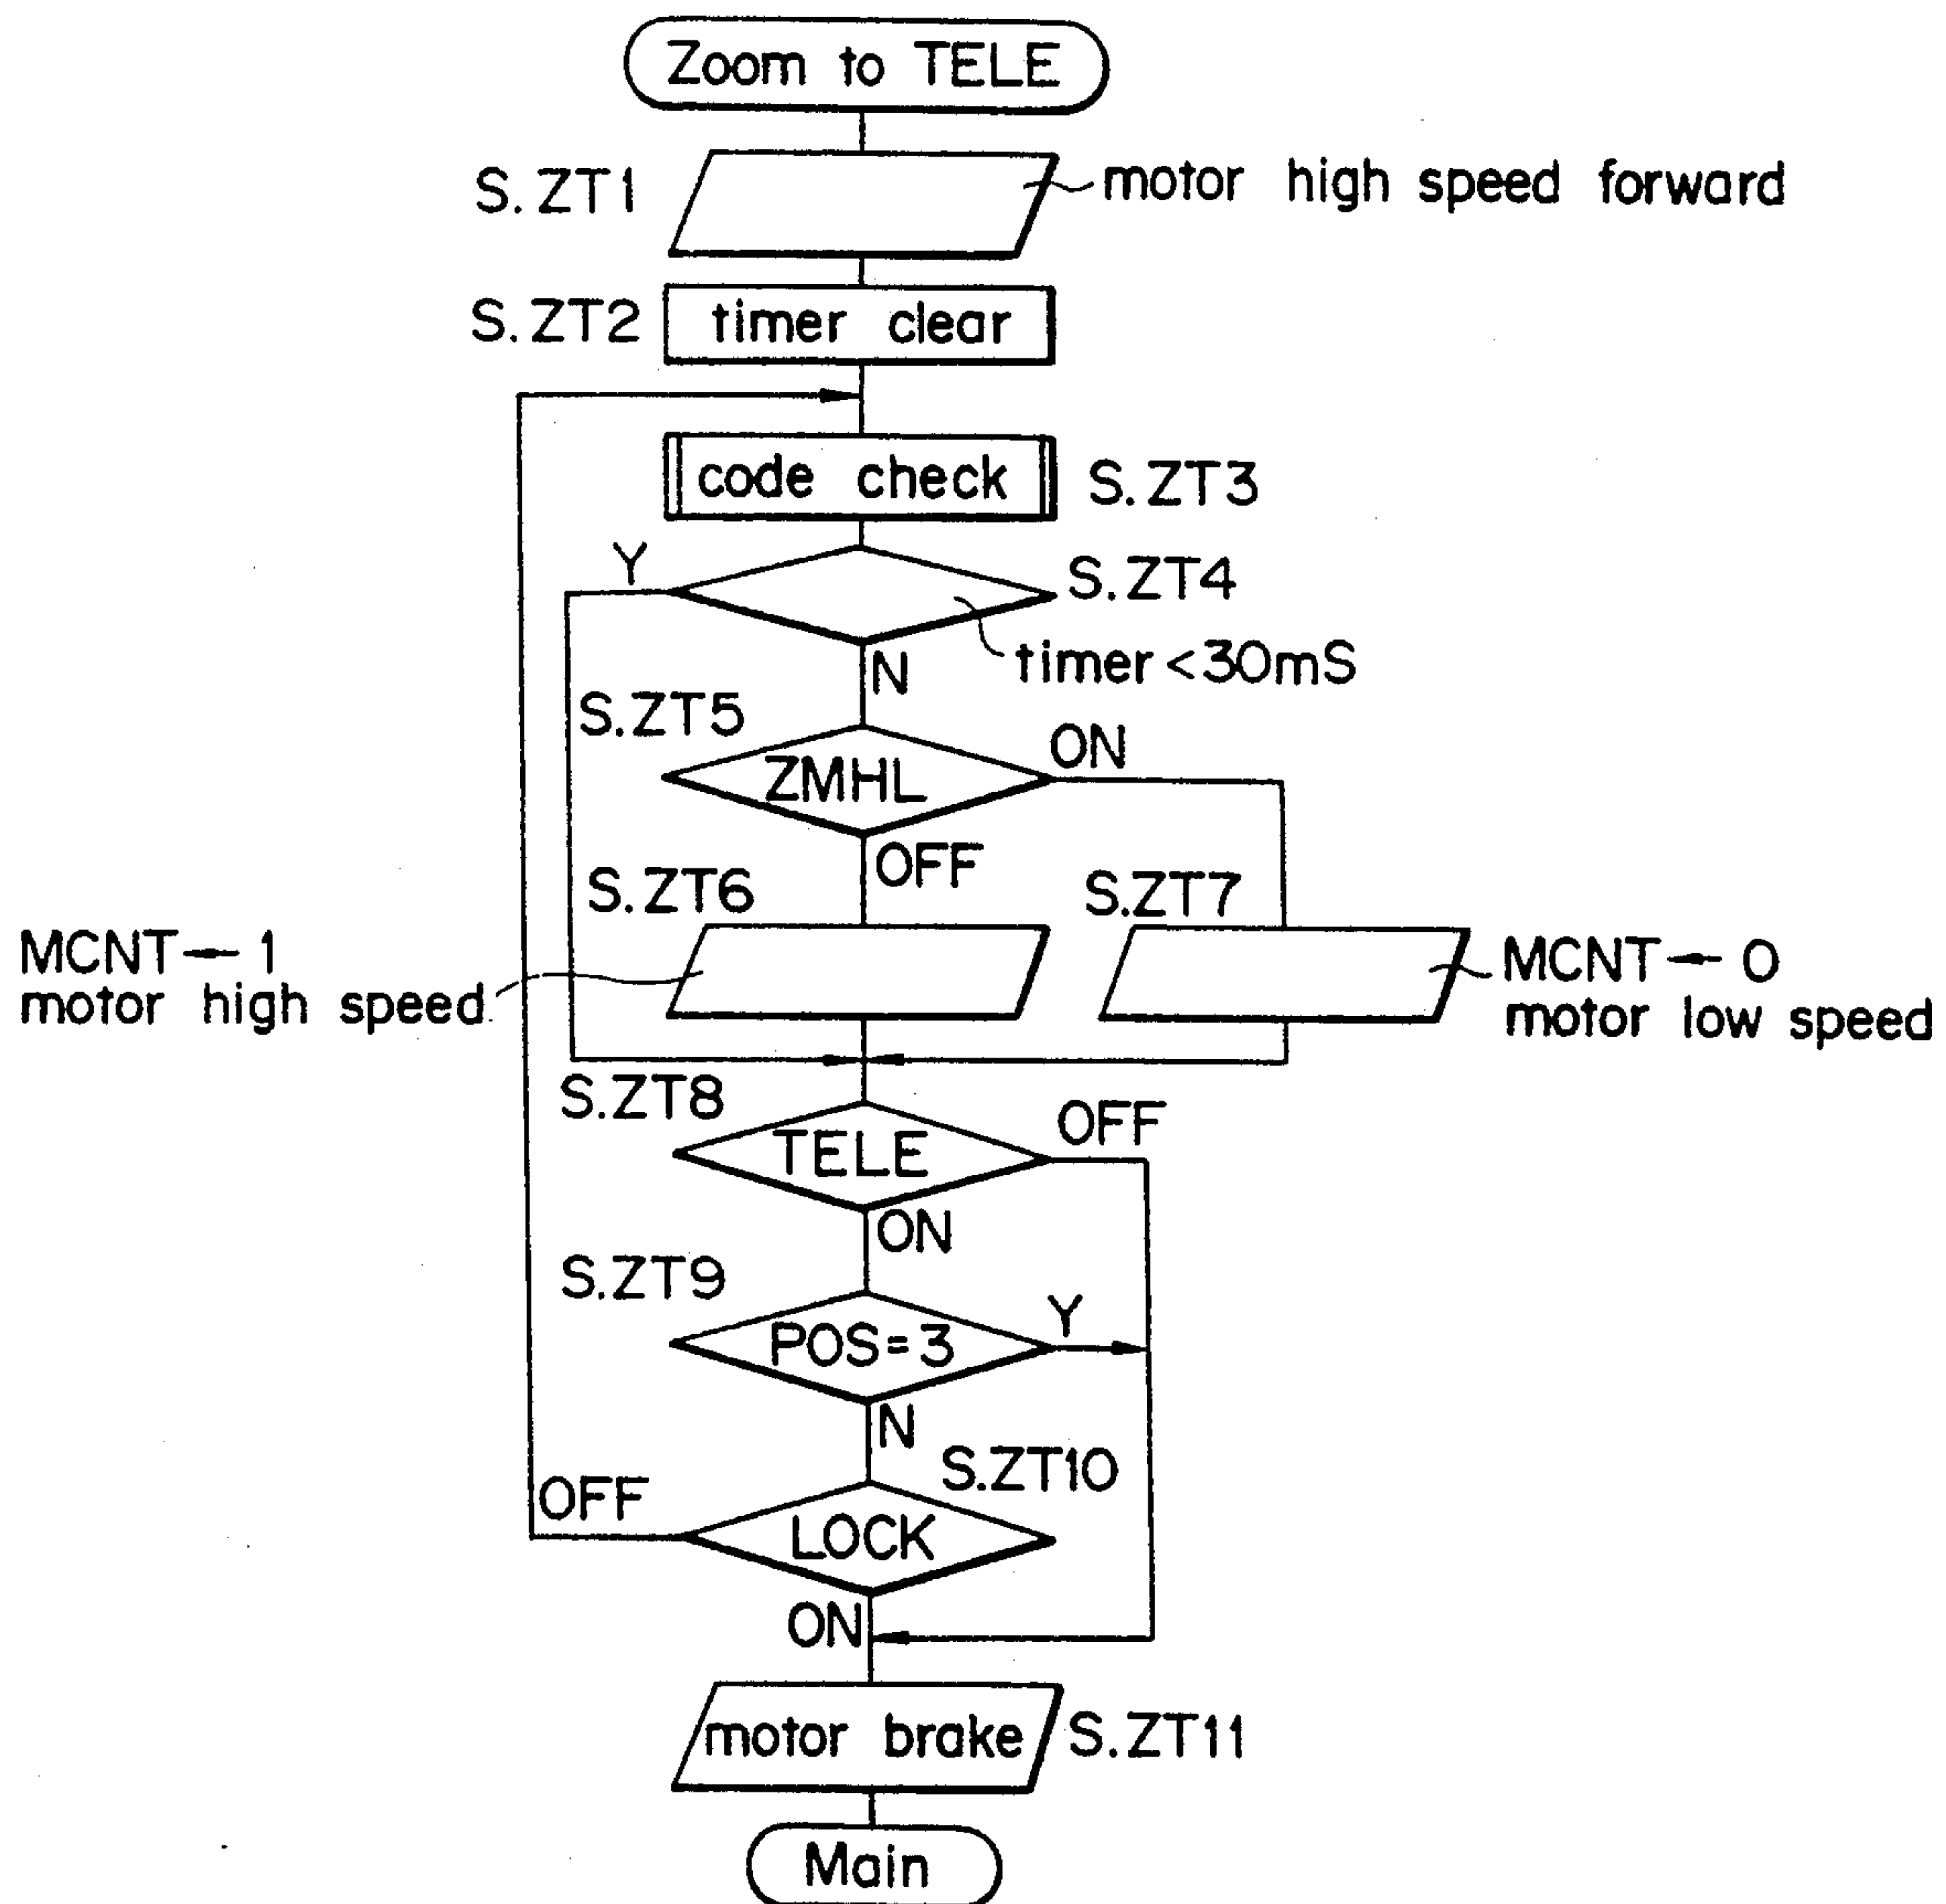 Zoom to TELE
S.ZT1
motor high speed forward
S.ZT2
timer clear
code check
S.ZT3
Y
S.ZT4
N
timer<30mS
S.ZT5
ON
ZMHL
OFF
S.ZT6
S.ZT7
MCNT←1
motor high speed
MCNT←0
motor low speed
S.ZT8
OFF
TELE
ON
S.ZT9
Y
POS=3
N
S.ZT10
OFF
LOCK
ON
motor brake
S.ZT11
Main